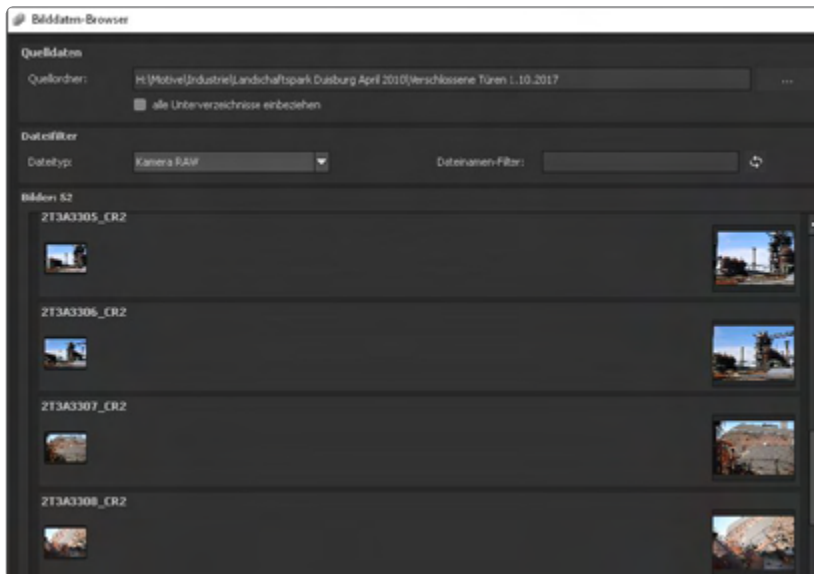 Bilddaten-Browser
Quelldaten
Quellordner: H:\Motive\Industrie\Landschaftspark Duisburg April 2010\Verschlossene Türen 1.10.2017 ...
alle Unterverzeichnisse einbeziehen
Dateifilter
Dateityp: Kamera RAW Dateinamen-Filter:
Bilder: 52
2T3A3305_CR2
2T3A3306_CR2
2T3A3307_CR2
2T3A3308_CR2